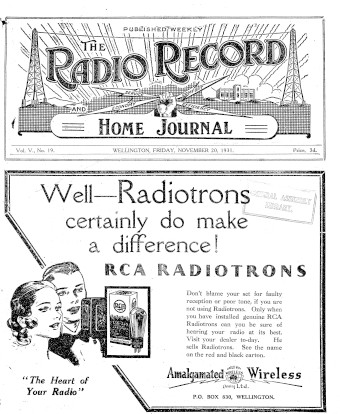 PUBLISHED WEEKLY
THE
RADIO RECORD
AND
HOME JOURNAL
Vol. V., No. 19.
WELLINGTON, FRIDAY, NOVEMBER 20, 1931.
Price, 3d.
Well—Radiotrons
certainly do make
a difference!
GENERAL ASSEMBLY
LIBRARY.
RCA RADIOTRONS
Don't blame your set for faulty
reception or poor tone, if you are
not using Radiotrons. Only when
you have installed genuine RCA
Radiotrons can you be sure of
hearing your radio at its best.
Visit your dealer to-day. He
sells Radiotrons. See the name
on the red and black carton.
"The Heart of
Your Radio"
Amalgamated Wireless
Ltd.
P.O. BOX 830, WELLINGTON.